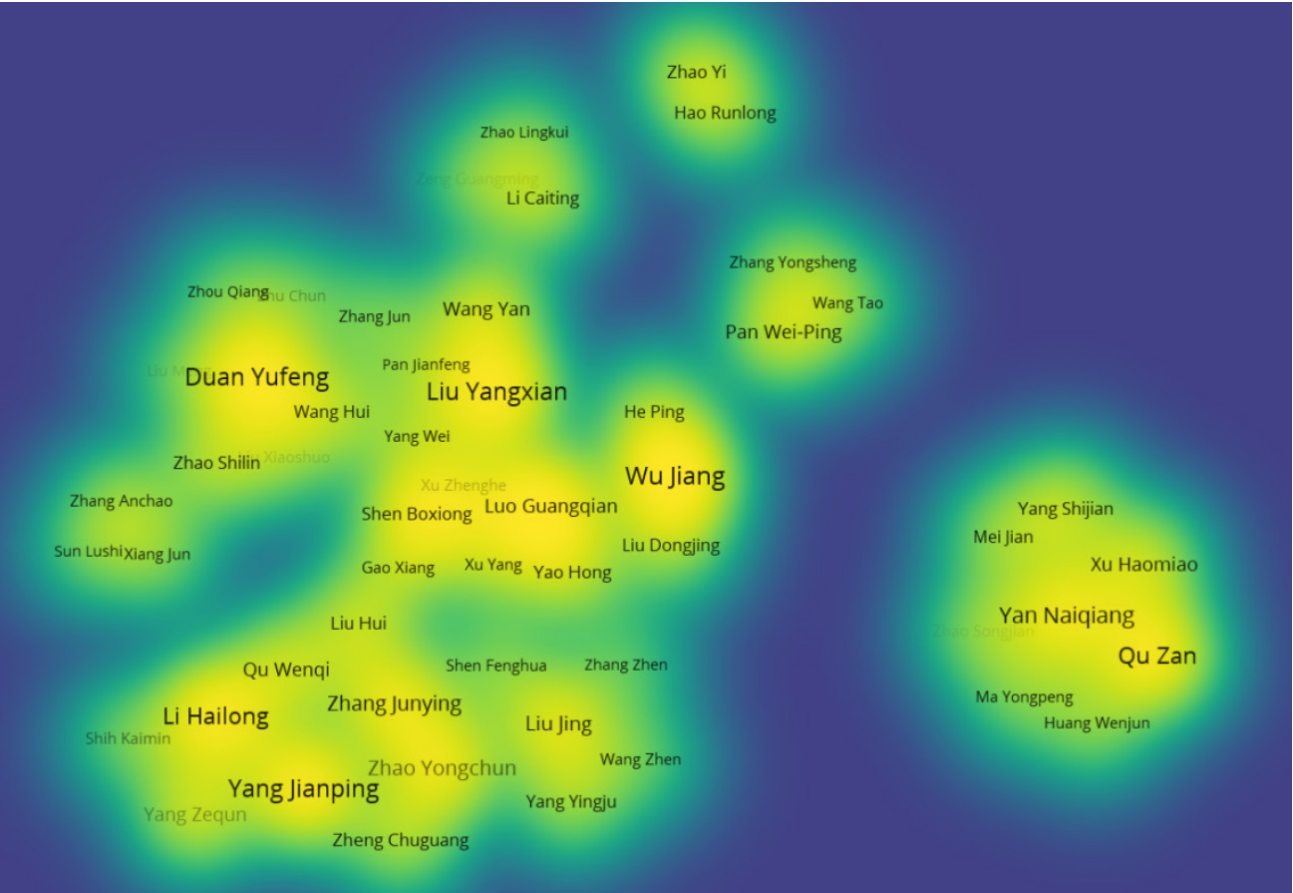 Zhao Yi
Hao Runlong
Zhao Lingkui
Zeng Guangming
Li Caiting
Zhang Yongsheng
Wang Tao
Pan Wei-Ping
Zhou Qiang
Chun
Zhang Jun
Wang Yan
Pan Jianfeng
Liu
Duan Yufeng
Liu Yangxian
Wang Hui
He Ping
Yang Wei
Zhao Shilin
Xiaoshuo
Wu Jiang
Xu Zhenghe
Zhang Anchao
Shen Boxiong
Luo Guangqian
Yang Shijian
Mei Jian
Liu Dongjing
Sun Lushi
Xiang Jun
Gao Xiang
Xu Yang
Yao Hong
Xu Haomiao
Yan Naiqiang
Liu Hui
Zhao Songjian
Qu Zan
Qu Wenqi
Shen Fenghua
Zhang Zhen
Ma Yongpeng
Zhang Junying
Li Hailong
Liu Jing
Huang Wenjun
Shih Kaimin
Wang Zhen
Zhao Yongchun
Yang Jianping
Yang Yingju
Yang Zequn
Zheng Chuguang